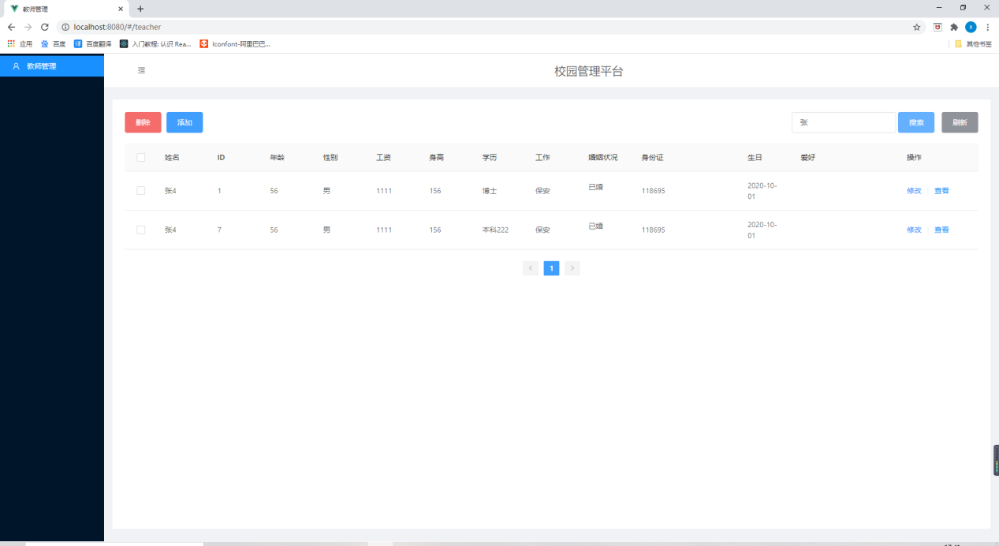 教师管理
localhost:8080/#/teacher
应用 百度 译 百度翻译 入门教程: 认识 Rea... Iconfont-阿里巴巴... 其他书签
教师管理
校园管理平台
删除 添加 张 搜索 刷新
姓名 ID 年龄 性别 工资 身高 学历 工作 婚姻状况 身份证 生日 爱好 操作
张4 1 56 男 1111 156 博士 保安 已婚 118695 2020-10-01 修改 查看
张4 7 56 男 1111 156 本科222 保安 已婚 118695 2020-10-01 修改 查看
1